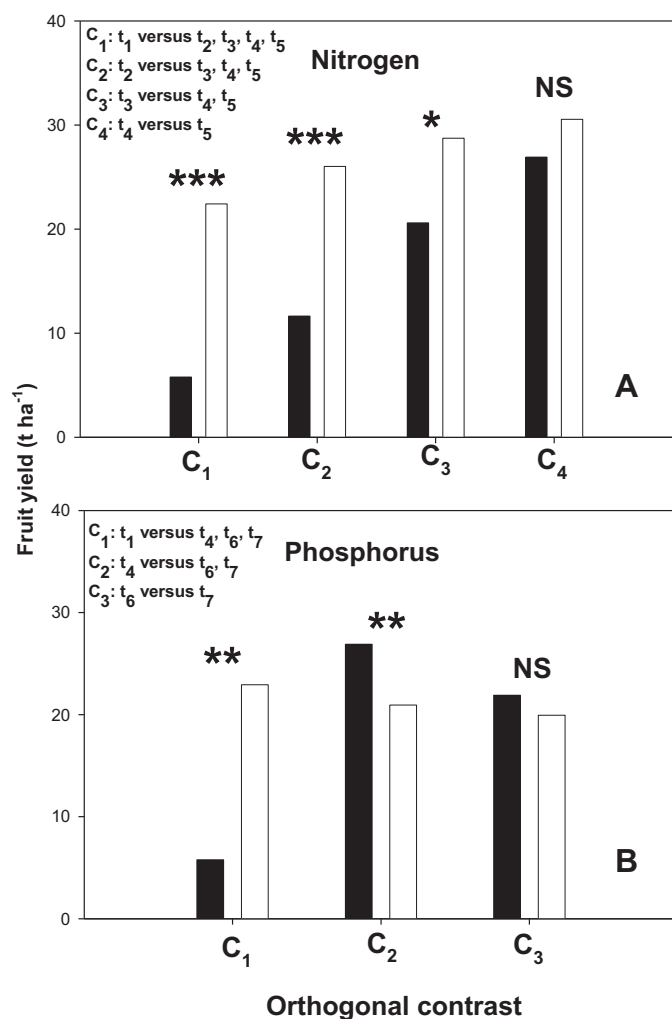 40
C₁: t₁ versus t₂, t₃, t₄, t₅
C₂: t₂ versus t₃, t₄, t₅
C₃: t₃ versus t₄, t₅
C₄: t₄ versus t₅
Nitrogen
NS
30
*
***
***
20
10
A
0
C₁ C₂ C₃ C₄
Fruit yield (t ha⁻¹)
40
C₁: t₁ versus t₄, t₆, t₇
C₂: t₄ versus t₆, t₇
C₃: t₆ versus t₇
Phosphorus
30
**
**
NS
20
10
B
0
C₁ C₂ C₃
Orthogonal contrast